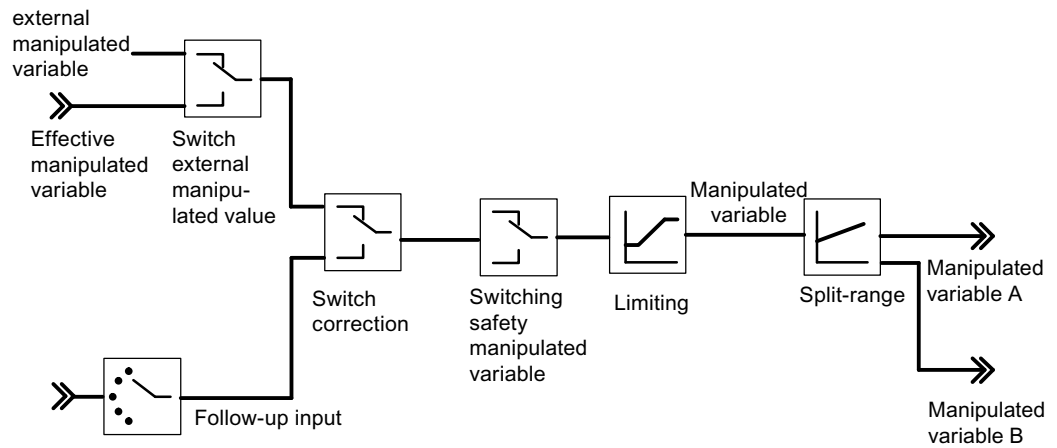 external
manipulated
variable
Effective
manipulated
variable
Switch
external
manipu-
lated value
Switch
correction
Follow-up input
Switching
safety
manipulated
variable
Limiting
Manipulated
variable
Split-range
Manipulated
variable A
Manipulated
variable B